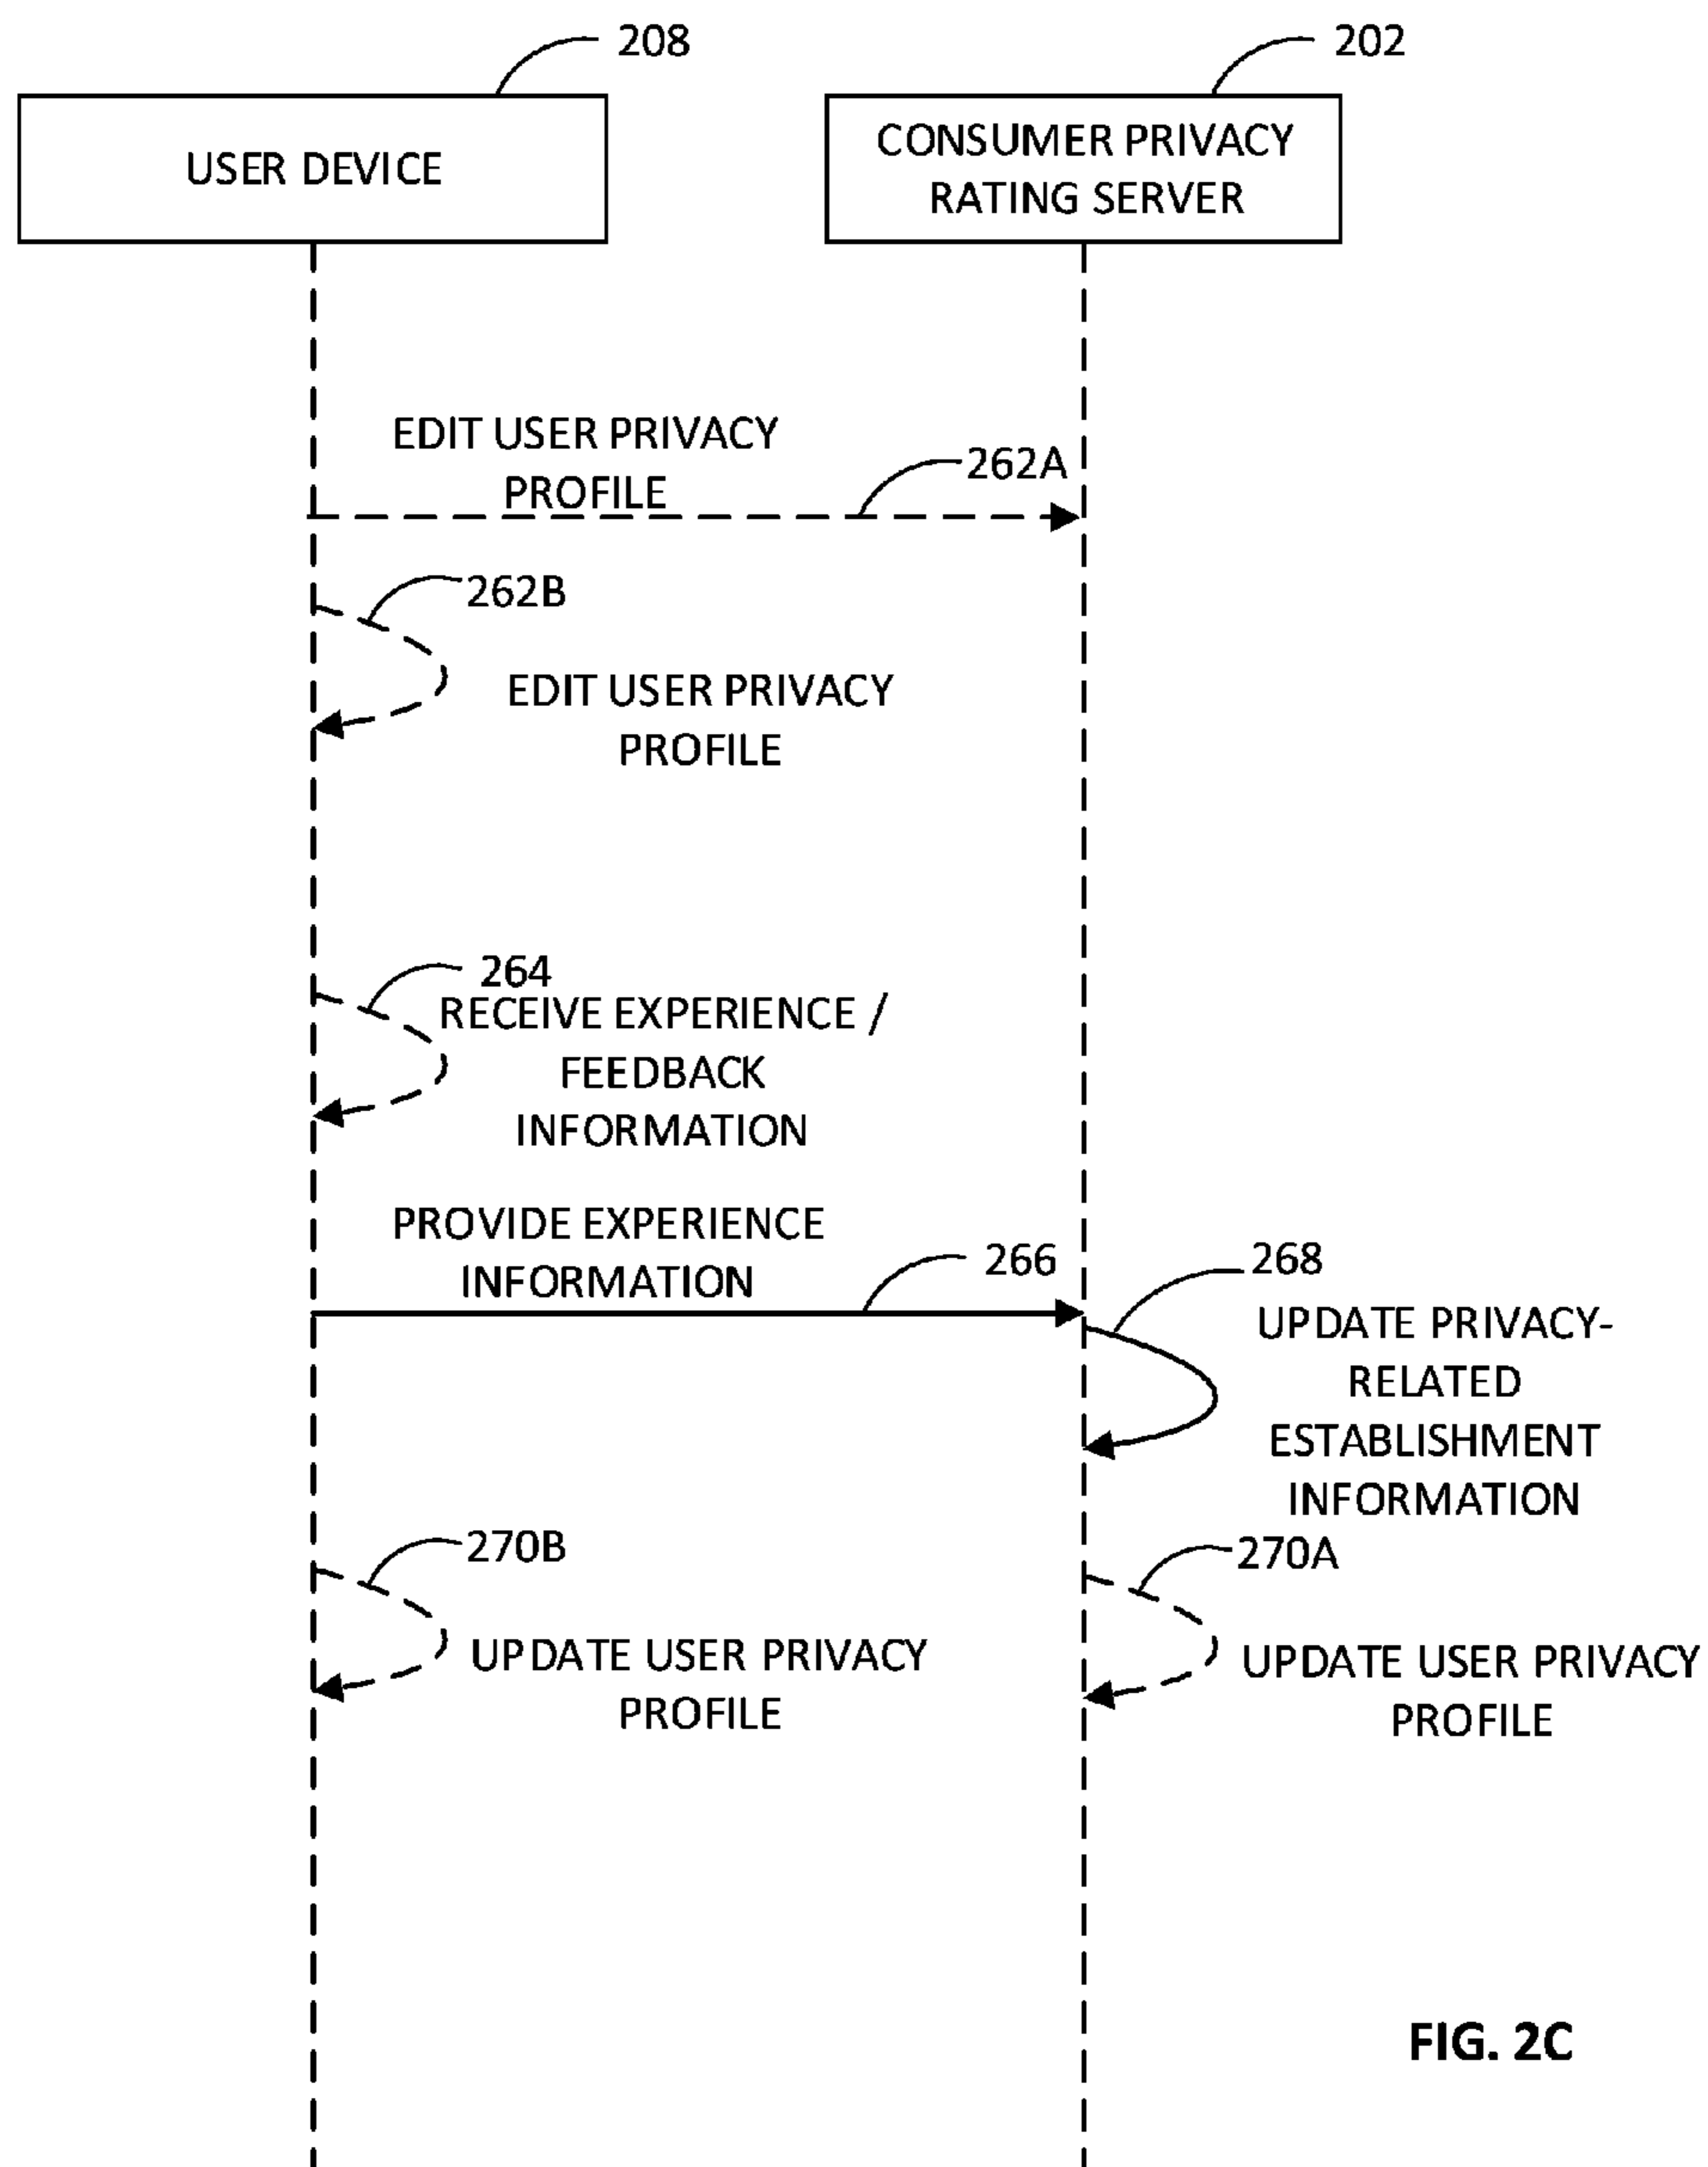 208
202
USER DEVICE
CONSUMER PRIVACY
RATING SERVER
EDIT USER PRIVACY
PROFILE
262A
262B
EDIT USER PRIVACY
PROFILE
264
RECEIVE EXPERIENCE /
FEEDBACK
INFORMATION
PROVIDE EXPERIENCE
INFORMATION
266
268
UPDATE PRIVACY-
RELATED
ESTABLISHMENT
INFORMATION
270B
UPDATE USER PRIVACY
PROFILE
270A
UPDATE USER PRIVACY
PROFILE
FIG. 2C